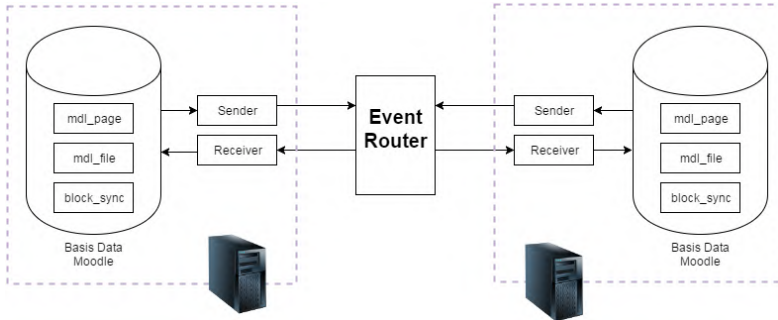 mdl_page
mdl_file
block_sync
Basis Data
Moodle
Sender
Receiver
Event
Router
Sender
Receiver
mdl_page
mdl_file
block_sync
Basis Data
Moodle